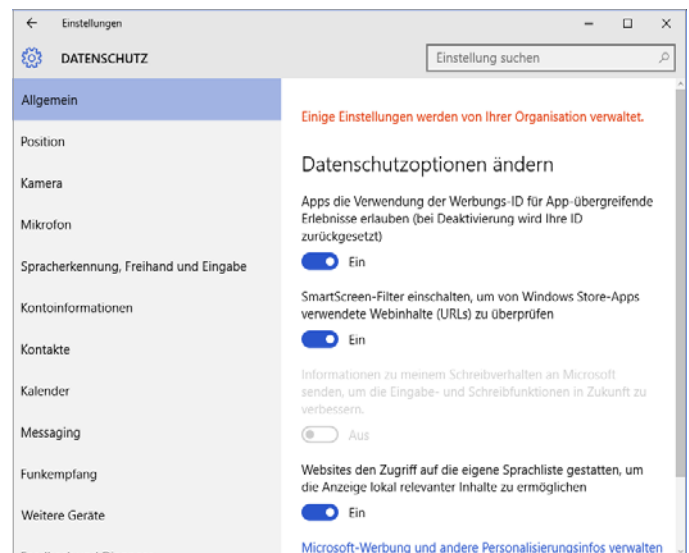 Einstellungen
DATENSCHUTZ
Einstellung suchen
Allgemein
Position
Kamera
Mikrofon
Spracherkennung, Freihand und Eingabe
Kontoinformationen
Kontakte
Kalender
Messaging
Funkempfang
Weitere Geräte
Einige Einstellungen werden von Ihrer Organisation verwaltet.
Datenschutzoptionen ändern
Apps die Verwendung der Werbungs-ID für App-übergreifende
Erlebnisse erlauben (bei Deaktivierung wird Ihre ID
zurückgesetzt)
Ein
SmartScreen-Filter einschalten, um von Windows Store-Apps
verwendete Webinhalte (URLs) zu überprüfen
Ein
Informationen zu meinem Schreibverhalten an Microsoft
senden, um die Eingabe- und Schreibfunktionen in Zukunft zu
verbessern.
Aus
Websites den Zugriff auf die eigene Sprachliste gestatten, um
die Anzeige lokal relevanter Inhalte zu ermöglichen
Ein
Microsoft-Werbung und andere Personalisierungsinfos verwalten